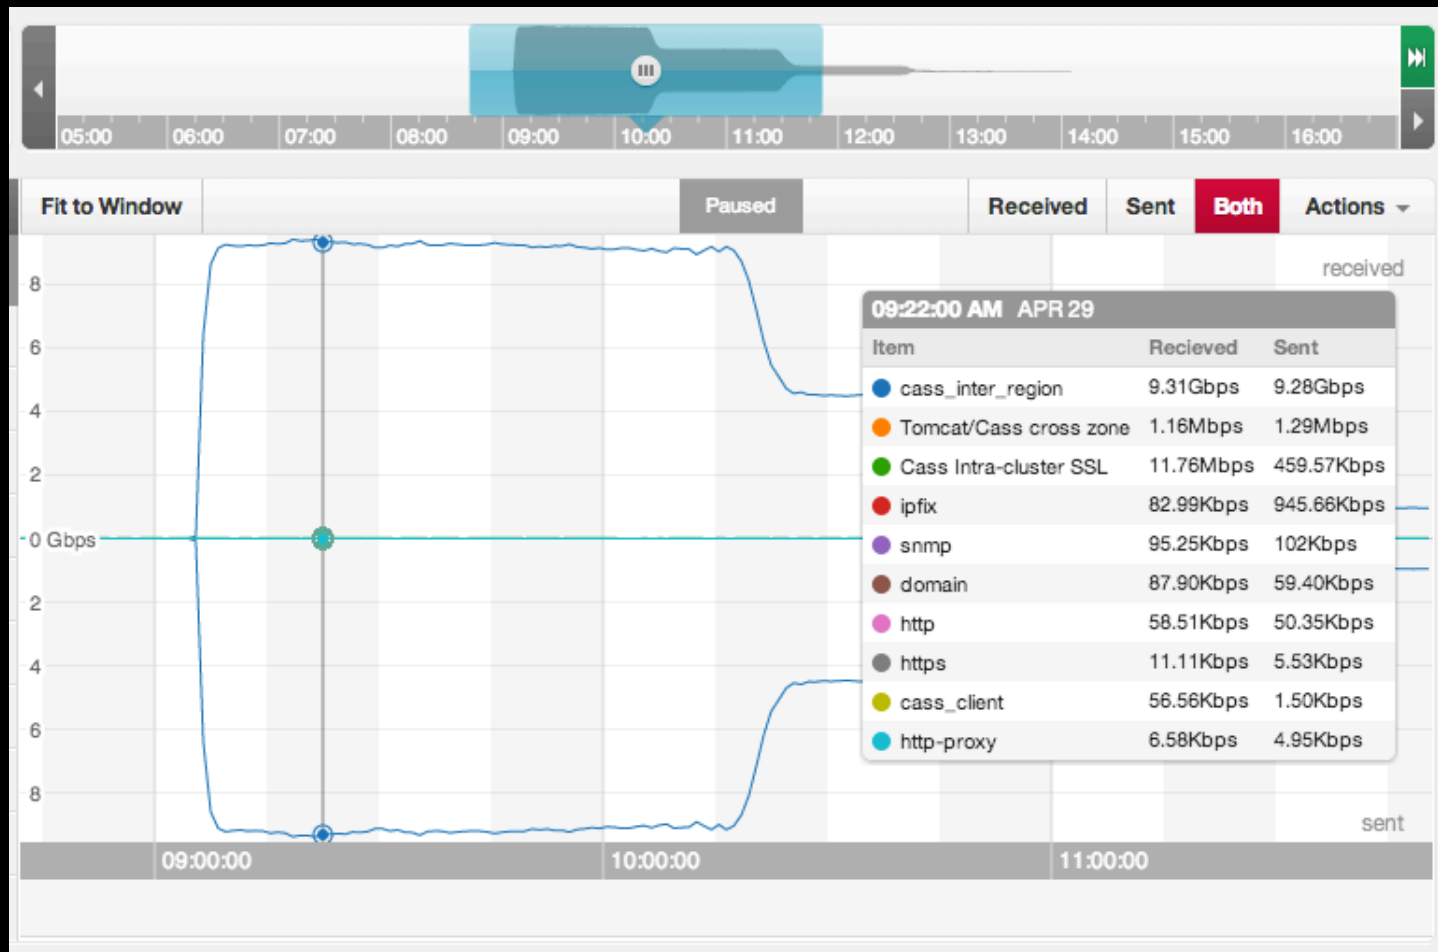 05:00 06:00 07:00 08:00 09:00 10:00 11:00 12:00 13:00 14:00 15:00 16:00
Fit to Window Paused Received Sent Both Actions
received
8
6
4
2
0 Gbps
2
4
6
8
09:22:00 AM APR 29
Item Recieved Sent
cass_inter_region 9.31Gbps 9.28Gbps
Tomcat/Cass cross zone 1.16Mbps 1.29Mbps
Cass Intra-cluster SSL 11.76Mbps 459.57Kbps
ipfix 82.99Kbps 945.66Kbps
snmp 95.25Kbps 102Kbps
domain 87.90Kbps 59.40Kbps
http 58.51Kbps 50.35Kbps
https 11.11Kbps 5.53Kbps
cass_client 56.56Kbps 1.50Kbps
http-proxy 6.58Kbps 4.95Kbps
sent
09:00:00 10:00:00 11:00:00